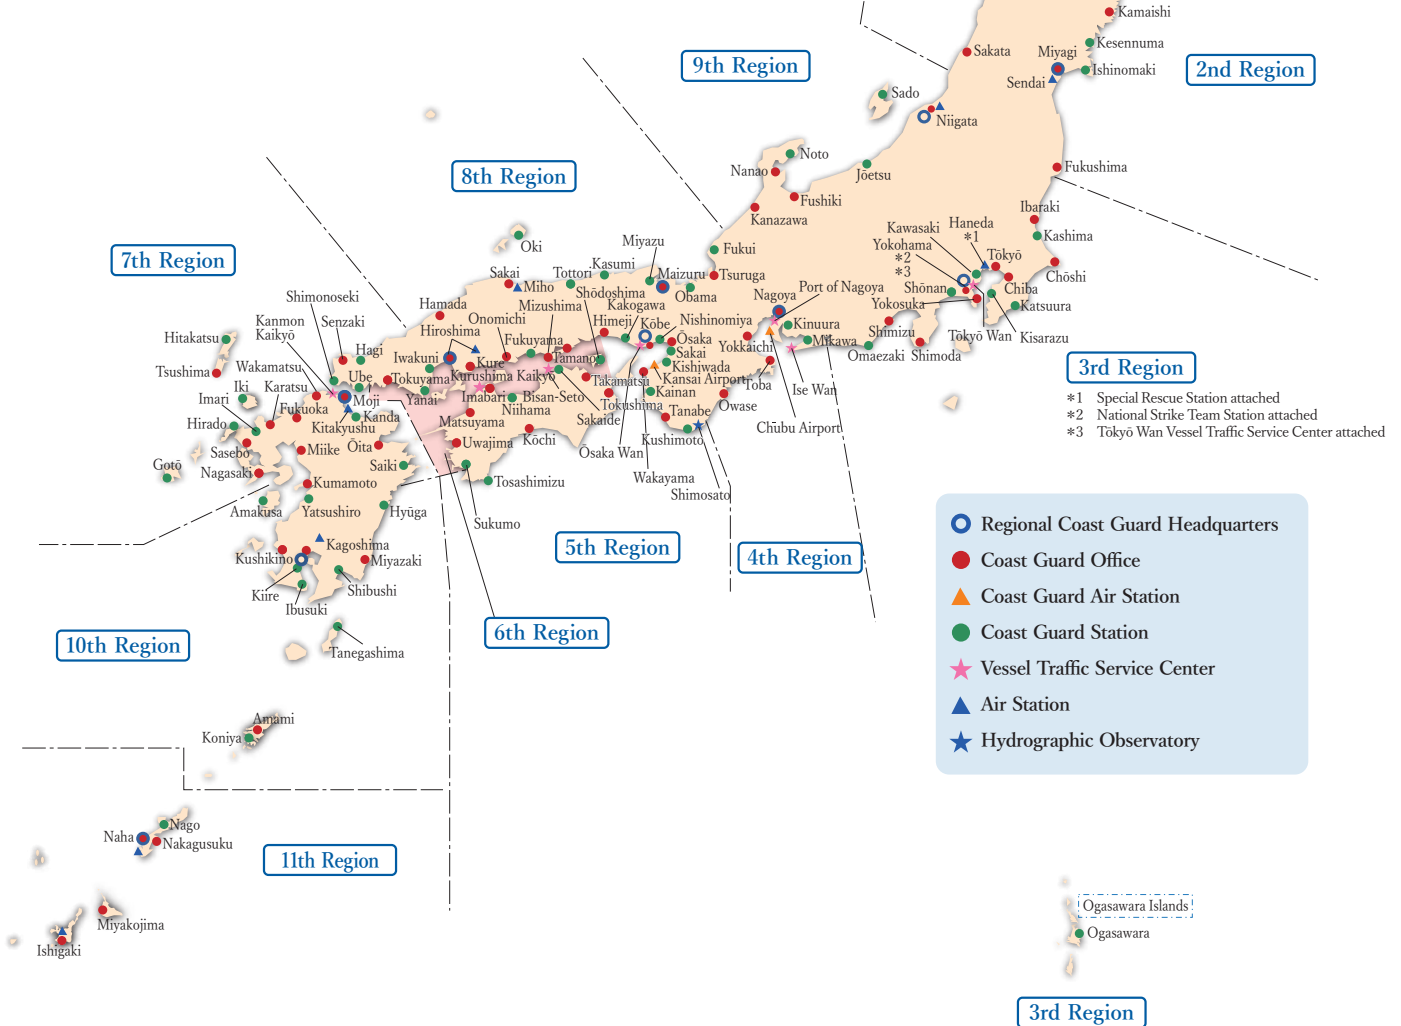 Kamaishi
Kesennuma
Sakata
Miyagi
9th Region
2nd Region
Ishinomaki
Sendai
Sado
Niigata
Noto
Nanao
Jōetsu
Fukushima
8th Region
Fushiki
Kanazawa
Ibaraki
Kawasaki
Haneda
*1
Kashima
Oki
Miyazu
Fukui
Yokohama
*2
*3
Tōkyō
7th Region
Kasumi
Tottori
Sakai
Miho
Maizuru
Tsuruga
Obama
Chōshi
Shōnan
Chiba
Port of Nagoya
Nagoya
Shimonoseki
Shōdoshima
Kakogawa
Mizushima
Hamada
Yokosuka
Katsuura
Kanmon
Kaikyō
Senzaki
Onomichi
Himeji
Kōbe
Nishinomiya
Kinuura
Shimizu
Hiroshima
Fukuyama
Tōkyō Wan
Kisarazu
Hitakatsu
Hagi
Iwakuni
Kure
Tamano
Ōsaka
Sakai
Yokkaichi
Mikawa
Omaezaki
Shimoda
Wakamatsu
Tsushima
Kishiwada
Ube
Tokuyama
Kurushima Kaikyō
Takamatsu
Kansai Airport
Toba
Ise Wan
3rd Region
Iki
Karatsu
Imari
Yanai
Imabari
Bisan-Seto
Kainan
*1 Special Rescue Station attached
Moji
Niihama
Tokushima
Owase
Fukuoka
Tanabe
*2 National Strike Team Station attached
Hirado
Kanda
Kitakyushu
Matsuyama
Sakaide
Chūbu Airport
*3 Tōkyō Wan Vessel Traffic Service Center attached
Sasebo
Miike
Ōita
Uwajima
Kōchi
Ōsaka Wan
Kushimoto
Gotō
Nagasaki
Saiki
Kumamoto
Tosashimizu
Wakayama
Shimosato
Amakusa
Yatsushiro
Hyūga
Sukumo
Regional Coast Guard Headquarters
5th Region
4th Region
Kagoshima
Kushikino
Miyazaki
Coast Guard Office
Kiire
Shibushi
Ibusuki
Coast Guard Air Station
10th Region
6th Region
Coast Guard Station
Tanegashima
Vessel Traffic Service Center
Amami
Koniya
Air Station
Hydrographic Observatory
Nago
Naha
Nakagusuku
11th Region
Miyakojima
Ishigaki
Ogasawara Islands
Ogasawara
3rd Region